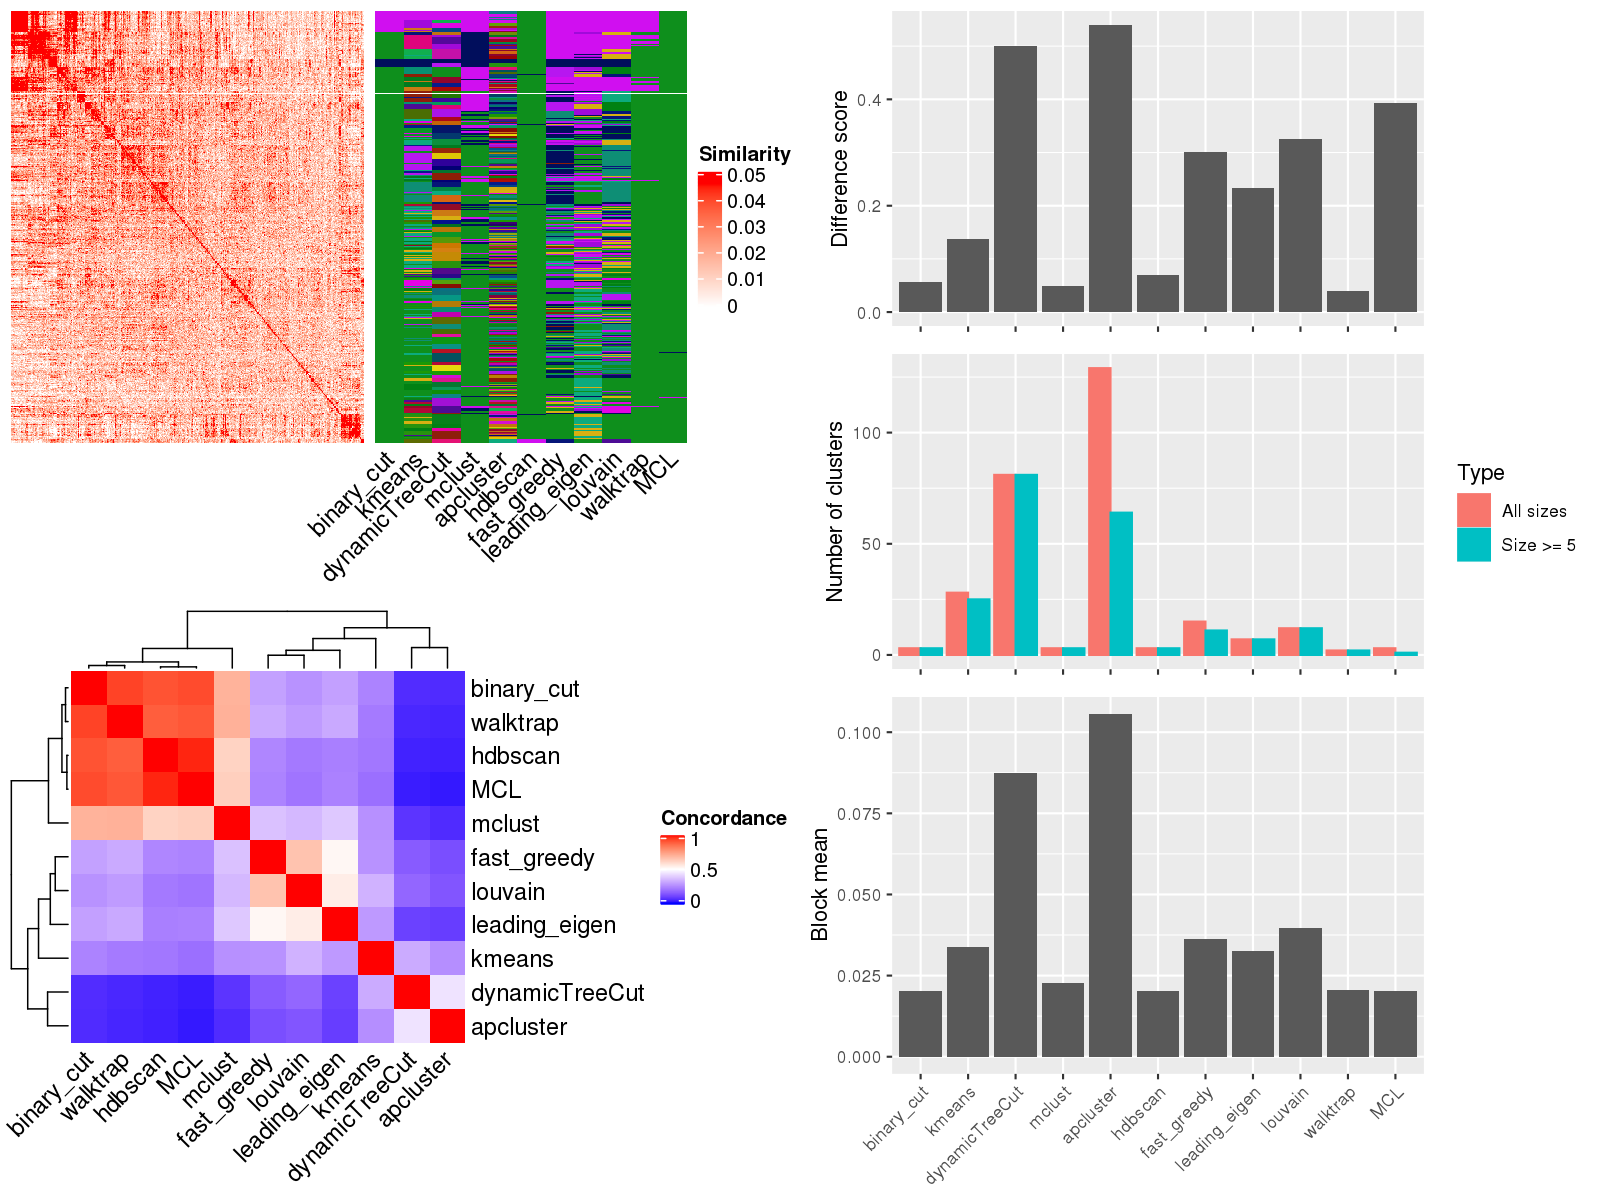 Similarity
0.05
0.04
0.03
0.02
0.01
0
binary_cut
kmeans
dynamicTreeCut
mclust
apcluster
hdbscan
fast_greedy
leading_eigen
louvain
walktrap
MCL
binary_cut
walktrap
hdbscan
MCL
mclust
fast_greedy
louvain
leading_eigen
kmeans
dynamicTreeCut
apcluster
Concordance
1
0.5
0
binary_cut
walktrap
hdbscan
MCL
mclust
fast_greedy
louvain
leading_eigen
kmeans
dynamicTreeCut
apcluster
Difference score
0.4
0.2
0.0
Number of clusters
100
50
0
Type
All sizes
Size >= 5
Block mean
0.100
0.075
0.050
0.025
0.000
binary_cut
kmeans
dynamicTreeCut
mclust
apcluster
hdbscan
fast_greedy
leading_eigen
louvain
walktrap
MCL